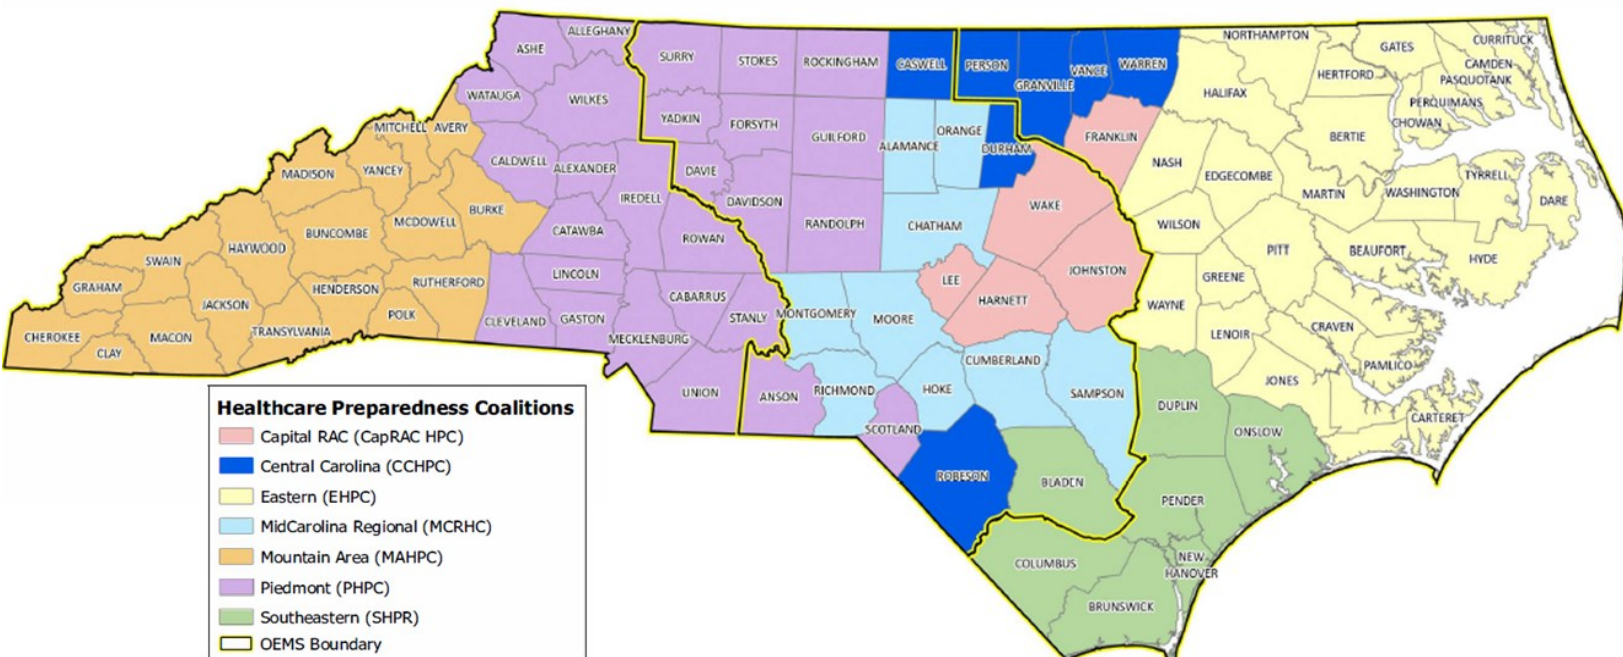 ALLEGHANY
ASHE
SURRY
STOKES
ROCKINGHAM
CASWELL
PERSON
GRANVILLE
VANCE
WARREN
NORTHAMPTON
GATES
CURRITUCK
CAMDEN
PASQUOTANK
HERTFORD
HALIFAX
PERQUIMANS
CHOWAN
WATAUGA
WILKES
YADKIN
FORSYTH
GUILFORD
ALAMANCE
ORANGE
DURHAM
FRANKLIN
NASH
EDGECOMBE
BERTIE
MITCHELL
AVERY
MADISON
YANCEY
CALDWELL
ALEXANDER
DAVIE
IREDELL
DAVIDSON
RANDOLPH
CHATHAM
WAKE
WILSON
MARTIN
WASHINGTON
TYRRELL
DARE
BURKE
MCDOWELL
BUNCOMBE
HAYWOOD
SWAIN
CATAWBA
ROWAN
PITT
BEAUFORT
HYDE
GRAHAM
JACKSON
HENDERSON
RUTHERFORD
LINCOLN
CABARRUS
LEE
HARNETT
JOHNSTON
GREENE
WAYNE
CHEROKEE
CLAY
MACON
TRANSYLVANIA
POLK
CLEVELAND
GASTON
MECKLENBURG
STANLY
MONTGOMERY
MOORE
LENOIR
CRAVEN
PAMLICO
JONES
CARTERET
UNION
ANSON
RICHMOND
HOKE
CUMBERLAND
SAMPSON
DUPLIN
ONSLOW
SCOTLAND
ROBESON
BLADEN
PENDER
COLUMBUS
NEW
HANOVER
BRUNSWICK
Healthcare Preparedness Coalitions
Capital RAC (CapRAC HPC)
Central Carolina (CCHPC)
Eastern (EHPC)
MidCarolina Regional (MCRHC)
Mountain Area (MAHPC)
Piedmont (PHPC)
Southeastern (SHPR)
OEMS Boundary